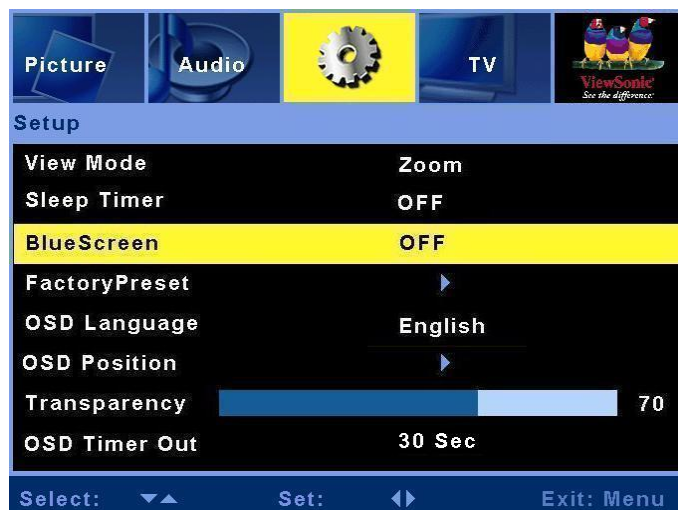 Picture Audio TV ViewSonic®
See the difference™
Setup
View Mode Zoom
Sleep Timer OFF
BlueScreen OFF
FactoryPreset
OSD Language English
OSD Position
Transparency 70
OSD Timer Out 30 Sec
Select: Set: Exit: Menu